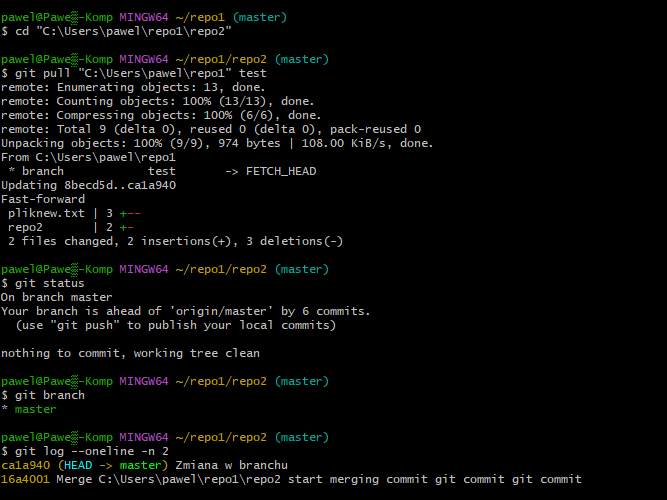 pawel@Pawe▒-Komp MINGW64 ~/repo1 (master)
$ cd "C:\Users\pawel\repo1\repo2"
pawel@Pawe▒-Komp MINGW64 ~/repo1/repo2 (master)
$ git pull "C:\Users\pawel\repo1" test
remote: Enumerating objects: 13, done.
remote: Counting objects: 100% (13/13), done.
remote: Compressing objects: 100% (6/6), done.
remote: Total 9 (delta 0), reused 0 (delta 0), pack-reused 0
Unpacking objects: 100% (9/9), 974 bytes | 108.00 KiB/s, done.
From C:\Users\pawel\repo1
 * branch            test       -> FETCH_HEAD
Updating 8becd5d..ca1a940
Fast-forward
 pliknew.txt | 3 +--
 repo2       | 2 +-
 2 files changed, 2 insertions(+), 3 deletions(-)
pawel@Pawe▒-Komp MINGW64 ~/repo1/repo2 (master)
$ git status
On branch master
Your branch is ahead of 'origin/master' by 6 commits.
  (use "git push" to publish your local commits)
nothing to commit, working tree clean
pawel@Pawe▒-Komp MINGW64 ~/repo1/repo2 (master)
$ git branch
* master
pawel@Pawe▒-Komp MINGW64 ~/repo1/repo2 (master)
$ git log --oneline -n 2
ca1a940 (HEAD -> master) Zmiana w branchu
16a4001 Merge C:\Users\pawel\repo1\repo2 start merging commit git commit git commit